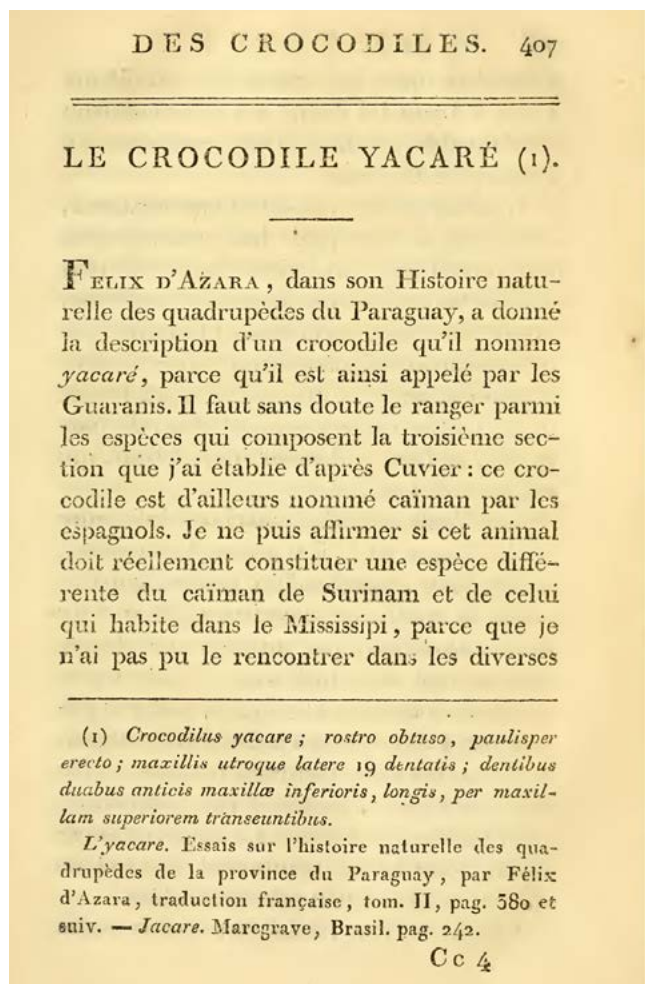 DES CROCODILES. 407
LE CROCODILE YACARÉ (1).
FELIX D'AZARA, dans son Histoire natu-
relle des quadrupèdes du Paraguay, a donné
la description d'un crocodile qu'il nomme
yacaré, parce qu'il est ainsi appelé par les
Guaranis. Il faut sans doute le ranger parmi
les espèces qui composent la troisième sec-
tion que j'ai établie d'après Cuvier : ce cro-
codile est d'ailleurs nommé caïman par les
espagnols. Je ne puis affirmer si cet animal
doit réellement constituer une espèce diffé-
rente du caïman de Surinam et de celui
qui habite dans le Mississipi, parce que je
n'ai pas pu le rencontrer dans les diverses
(1) Crocodilus yacare ; rostro obtuso, paulisper
erecto ; maxillis utroque latere 19 dentatis ; dentibus
duabus anticis maxillæ inferioris, longis, per maxil-
lam superiorem transeuntibus.
L'yacare. Essais sur l'histoire naturelle des qua-
drupèdes de la province du Paraguay, par Félix
d'Azara, traduction française, tom. II, pag. 380 et
suiv. — Jacare. Marcgrave, Brasil. pag. 242.
Cc 4